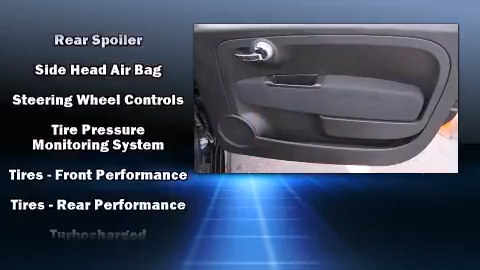 Rear Spoiler
Side Head Air Bag
Steering Wheel Controls
Tire Pressure
Monitoring System
Tires - Front Performance
Tires - Rear Performance
Turbocharged